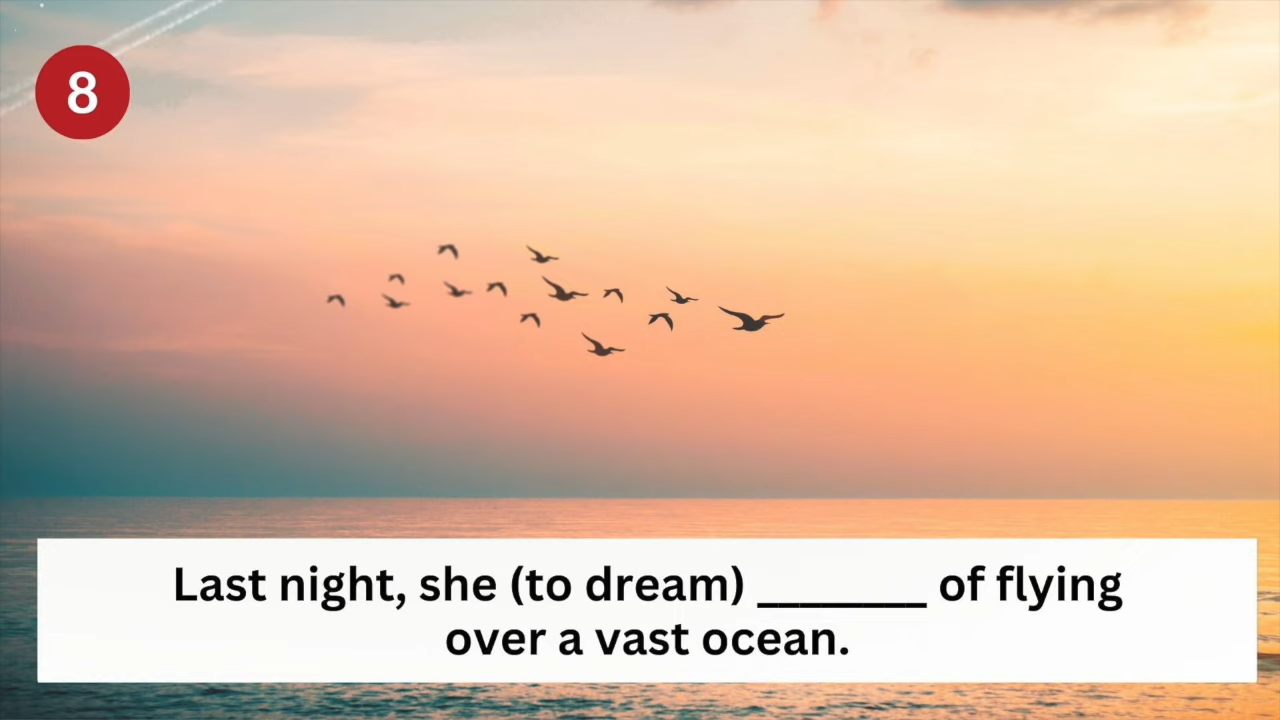 8
Last night, she (to dream) ________ of flying
over a vast ocean.